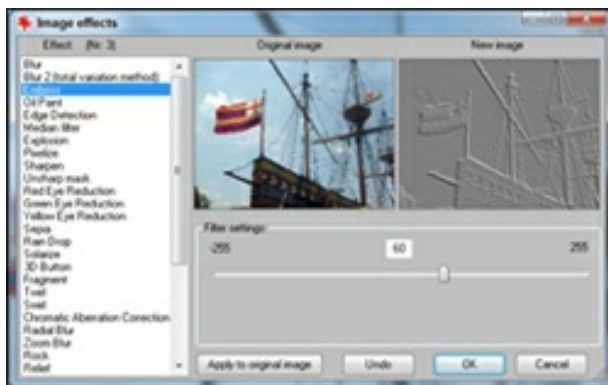 Image effects
Effect: (Nr. 3)
Original image
New image
Blur
Blur 2 (total variation method)
Emboss
Oil Paint
Edge Detection
Median filter
Explosion
Pixelize
Sharpen
Unsharp mask
Red Eye Reduction
Green Eye Reduction
Yellow Eye Reduction
Sepia
Rain Drop
Solarize
3D Button
Fragment
Twirl
Swirl
Chromatic Aberration Correction
Radial Blur
Zoom Blur
Rock
Relief
Filter settings:
-255
60
255
Apply to original image
Undo
OK
Cancel